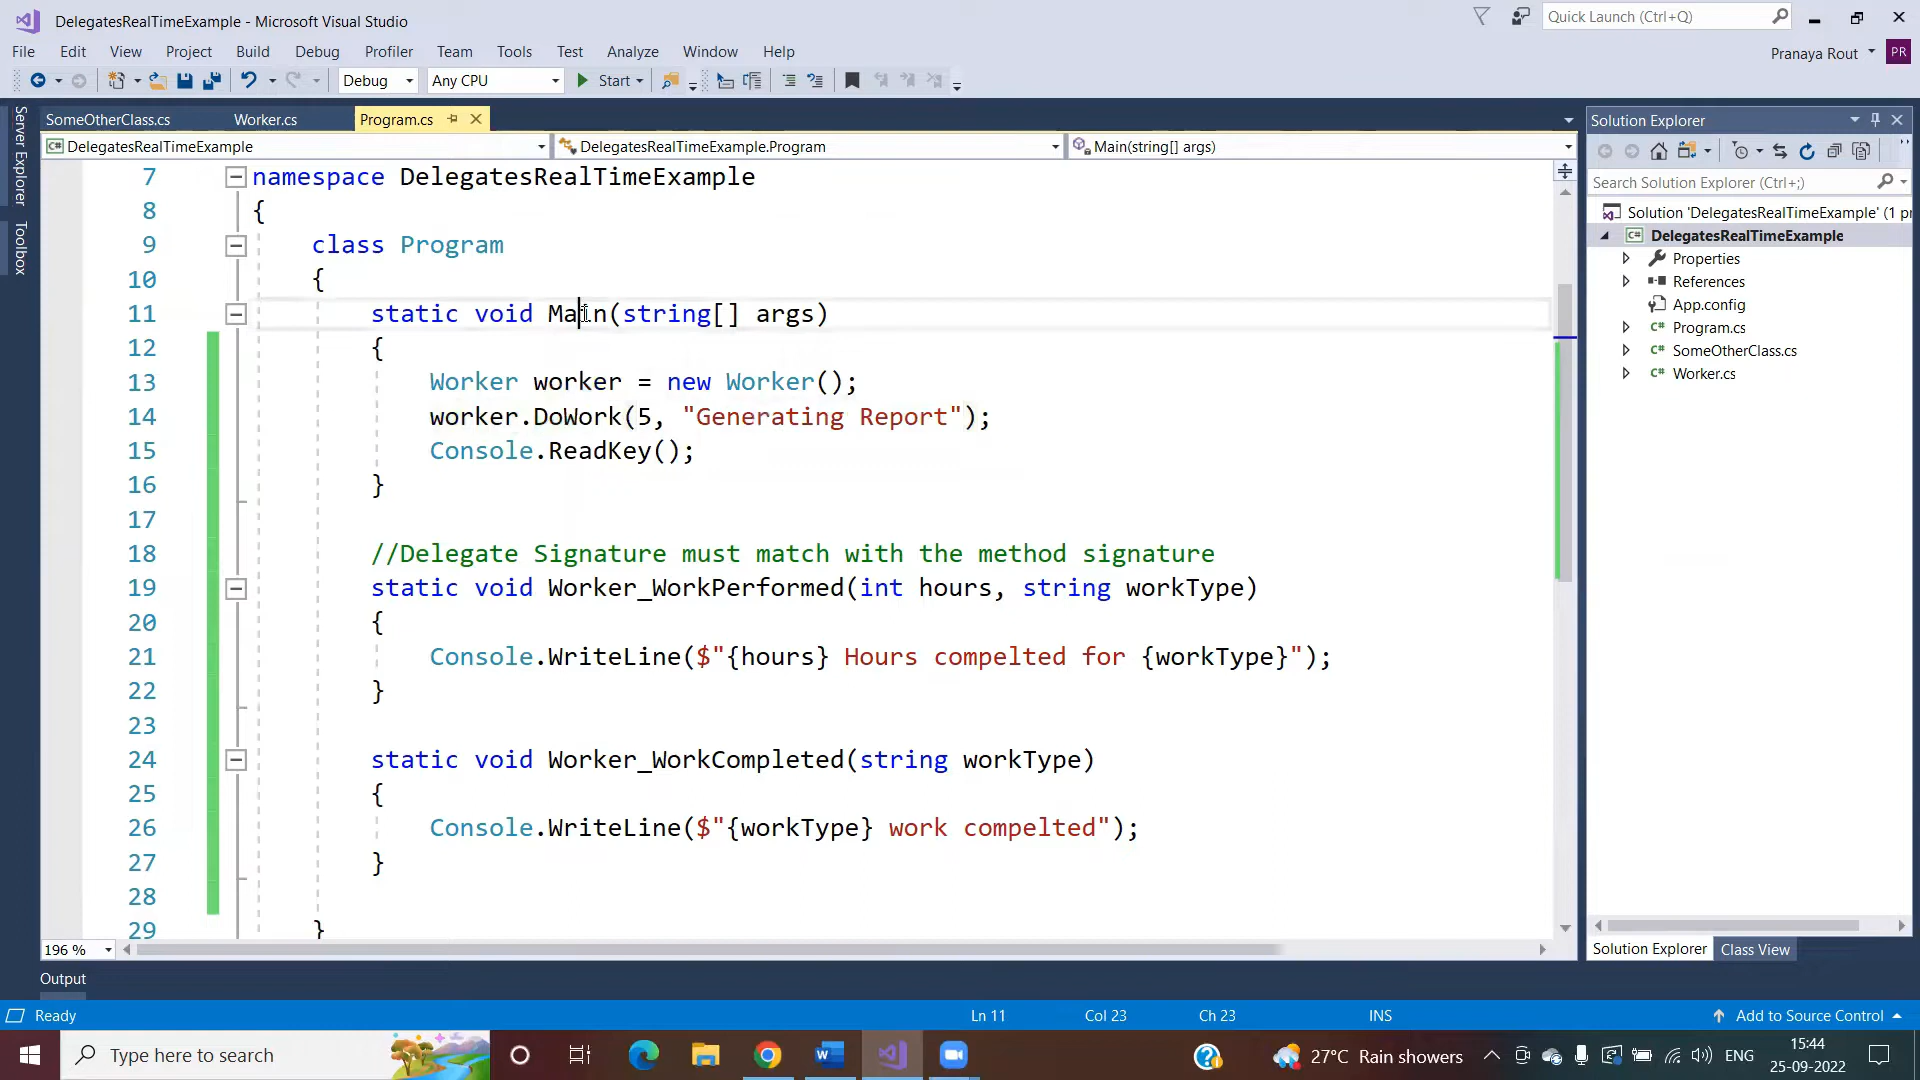 DelegatesRealTimeExample - Microsoft Visual Studio
Quick Launch (Ctrl+Q)
File Edit View Project Build Debug Profiler Team Tools Test Analyze Window Help
Pranaya Rout PR
Debug Any CPU Start
Server Explorer
Toolbox
SomeOtherClass.cs Worker.cs Program.cs
DelegatesRealTimeExample DelegatesRealTimeExample.Program Main(string[] args)
7 namespace DelegatesRealTimeExample
8 {
9 class Program
10 {
11 static void Main(string[] args)
12 {
13 Worker worker = new Worker();
14 worker.DoWork(5, "Generating Report");
15 Console.ReadKey();
16 }
17
18 //Delegate Signature must match with the method signature
19 static void Worker_WorkPerformed(int hours, string workType)
20 {
21 Console.WriteLine($"{hours} Hours compelted for {workType}");
22 }
23
24 static void Worker_WorkCompleted(string workType)
25 {
26 Console.WriteLine($"{workType} work compelted");
27 }
28
29 }
196 %
Solution Explorer
Search Solution Explorer (Ctrl+;)
Solution 'DelegatesRealTimeExample' (1 pr
C# DelegatesRealTimeExample
Properties
References
App.config
C# Program.cs
C# SomeOtherClass.cs
C# Worker.cs
Solution Explorer Class View
Output
Ready Ln 11 Col 23 Ch 23 INS Add to Source Control
Type here to search
27°C Rain showers
ENG
15:44
25-09-2022